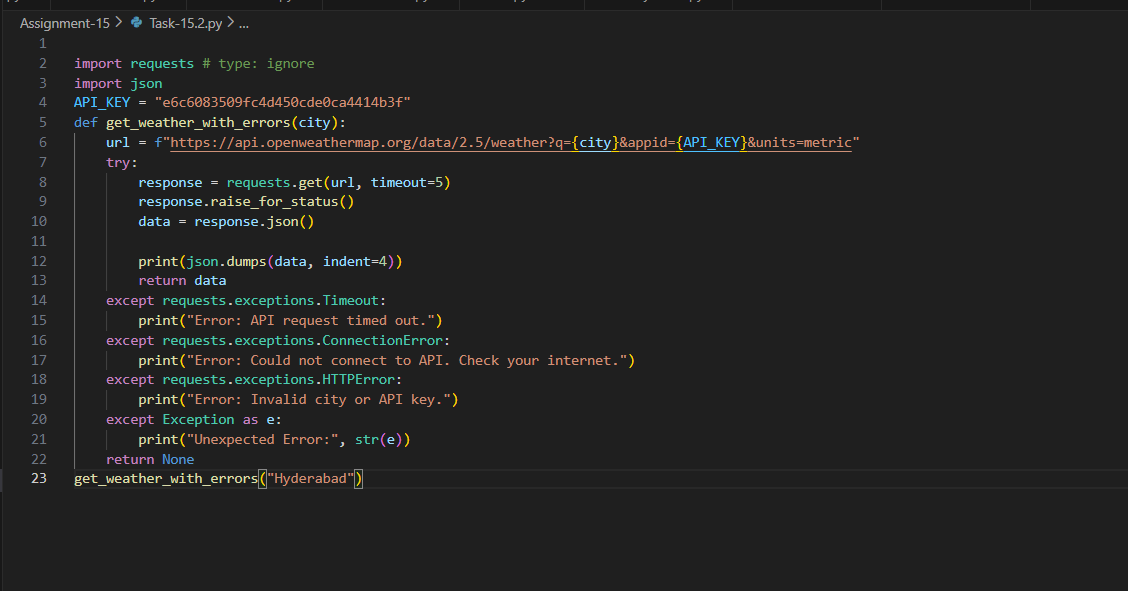 Assignment-15 > Task-15.2.py > ...
1
2 import requests # type: ignore
3 import json
4 API_KEY = "e6c6083509fc4d450cde0ca4414b3f"
5 def get_weather_with_errors(city):
6     url = f"https://api.openweathermap.org/data/2.5/weather?q={city}&appid={API_KEY}&units=metric"
7     try:
8         response = requests.get(url, timeout=5)
9         response.raise_for_status()
10         data = response.json()
11
12         print(json.dumps(data, indent=4))
13         return data
14     except requests.exceptions.Timeout:
15         print("Error: API request timed out.")
16     except requests.exceptions.ConnectionError:
17         print("Error: Could not connect to API. Check your internet.")
18     except requests.exceptions.HTTPError:
19         print("Error: Invalid city or API key.")
20     except Exception as e:
21         print("Unexpected Error:", str(e))
22     return None
23 get_weather_with_errors("Hyderabad")